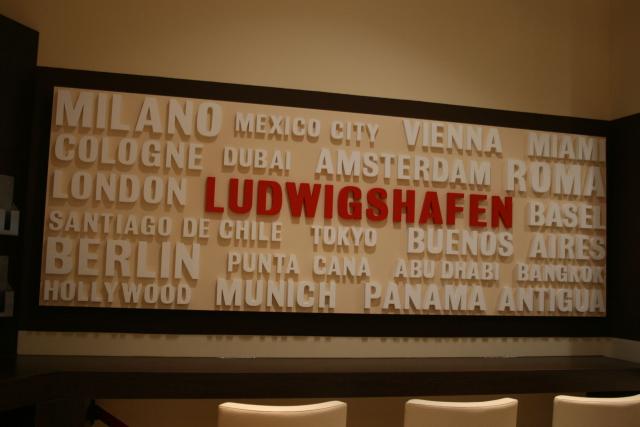 MILANO MEXICO CITY VIENNA MIAMI
COLOGNE DUBAI AMSTERDAM ROMA
LONDON LUDWIGSHAFEN BASEL
SANTIAGO DE CHILE TOKYO BUENOS AIRES
BERLIN PUNTA CANA ABU DHABI BANGKOK
HOLLYWOOD MUNICH PANAMA ANTIGUA